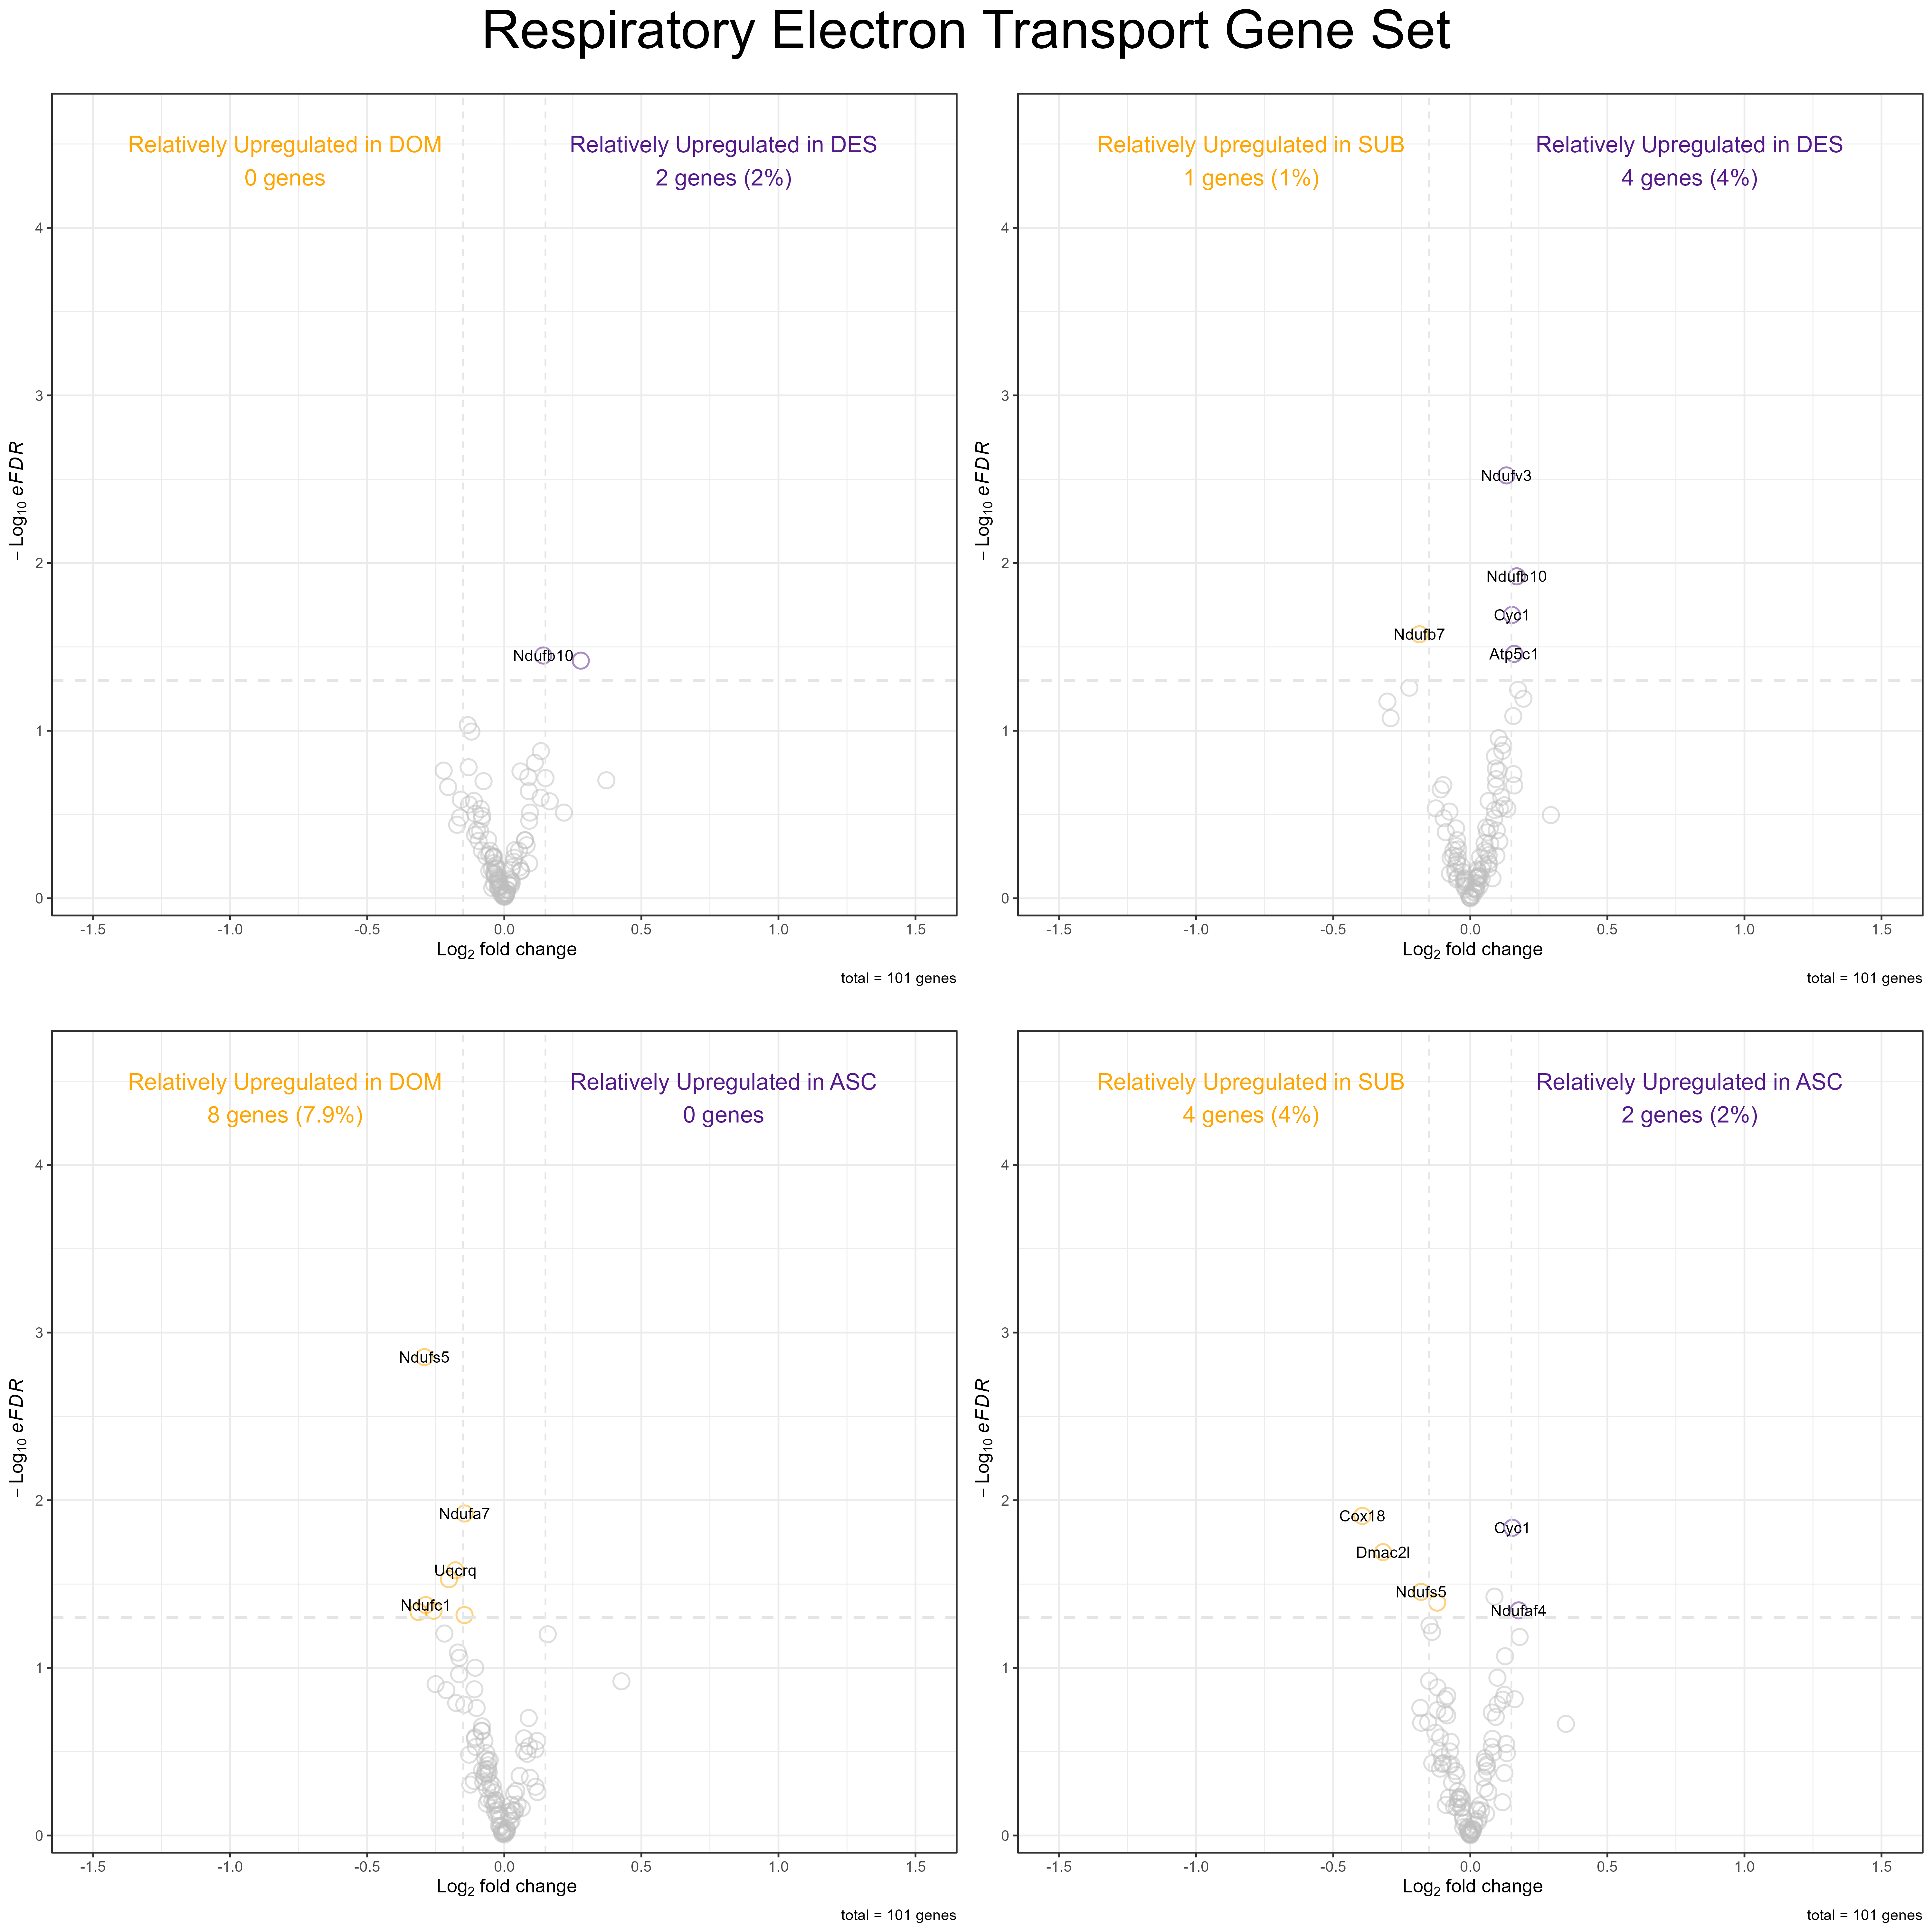 Respiratory Electron Transport Gene Set
Relatively Upregulated in DOM
0 genes
Relatively Upregulated in DES
2 genes (2%)
4
3
2
1
0
− Log10 eFDR
Ndufb10
-1.5 -1.0 -0.5 0.0 0.5 1.0 1.5
Log2 fold change
total = 101 genes
Relatively Upregulated in SUB
1 genes (1%)
Relatively Upregulated in DES
4 genes (4%)
4
3
2
1
0
− Log10 eFDR
Ndufv3
Ndufb10
Cyc1
Ndufb7
Atp5c1
-1.5 -1.0 -0.5 0.0 0.5 1.0 1.5
Log2 fold change
total = 101 genes
Relatively Upregulated in DOM
8 genes (7.9%)
Relatively Upregulated in ASC
0 genes
4
3
2
1
0
− Log10 eFDR
Ndufs5
Ndufa7
Uqcrq
Ndufc1
-1.5 -1.0 -0.5 0.0 0.5 1.0 1.5
Log2 fold change
total = 101 genes
Relatively Upregulated in SUB
4 genes (4%)
Relatively Upregulated in ASC
2 genes (2%)
4
3
2
1
0
− Log10 eFDR
Cox18
Cyc1
Dmac2l
Ndufs5
Ndufaf4
-1.5 -1.0 -0.5 0.0 0.5 1.0 1.5
Log2 fold change
total = 101 genes